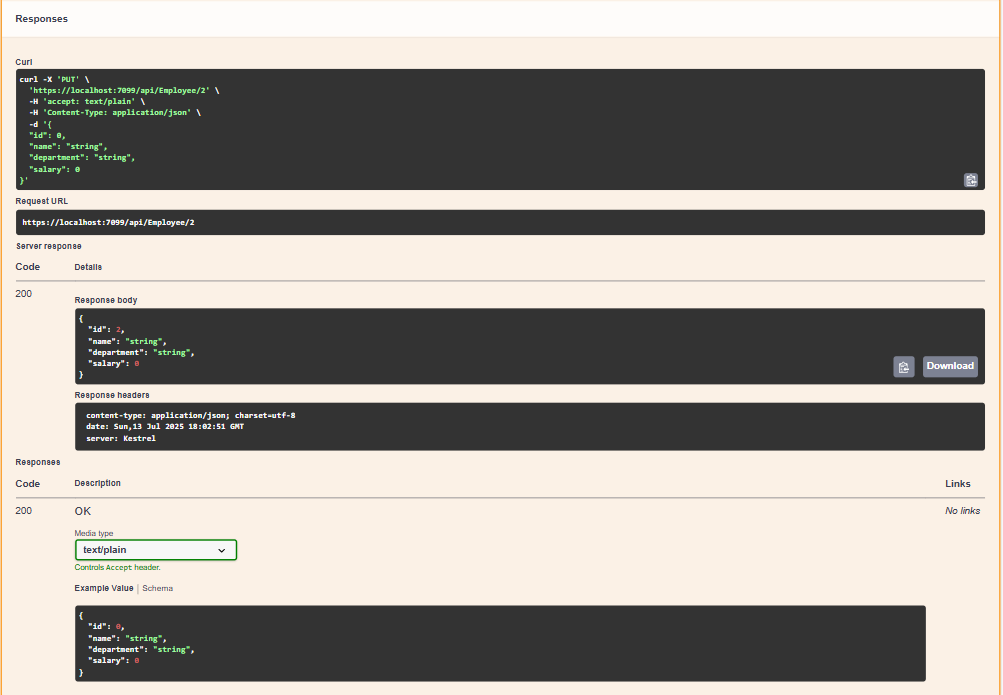 Responses
Curl
curl -X 'PUT' \
  'https://localhost:7099/api/Employee/2' \
  -H 'accept: text/plain' \
  -H 'Content-Type: application/json' \
  -d '{
  "id": 0,
  "name": "string",
  "department": "string",
  "salary": 0
}'
Request URL
https://localhost:7099/api/Employee/2
Server response
Code Details
200
Response body
{
  "id": 2,
  "name": "string",
  "department": "string",
  "salary": 0
}
Download
Response headers
content-type: application/json; charset=utf-8
date: Sun,13 Jul 2025 18:02:51 GMT
server: Kestrel
Responses
Code Description Links
200 OK No links
Media type
text/plain
Controls Accept header.
Example Value | Schema
{
  "id": 0,
  "name": "string",
  "department": "string",
  "salary": 0
}